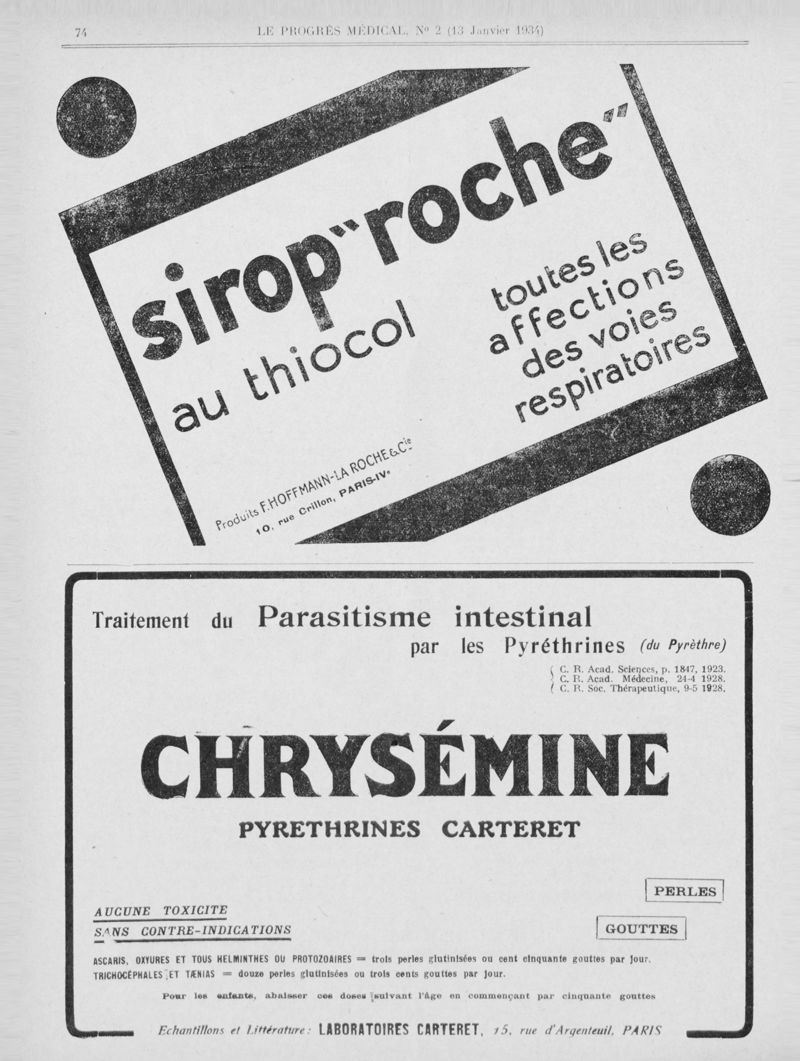 74
LE PROGRÈS MÉDICAL, Nº 2 (13 Janvier 1934)
sirop "roche"
au thiocol
toutes les
affections
des voies
respiratoires
Produits F. HOFFMANN-LA ROCHE & Cie
10, rue Crillon, PARIS-IVe
Traitement du Parasitisme intestinal
par les Pyréthrines (du Pyrèthre)
C. R. Acad. Sciences, p. 1847, 1923.
C. R. Acad. Médecine, 24-4 1928.
C. R. Soc. Thérapeutique, 9-5 1928.
CHRYSÉMINE
PYRETHRINES CARTERET
PERLES
AUCUNE TOXICITE
SANS CONTRE-INDICATIONS
GOUTTES
ASCARIS, OXYURES ET TOUS HELMINTHES OU PROTOZOAIRES = trois perles glutinisées ou cent cinquante gouttes par jour.
TRICHOCÉPHALES ET TÆNIAS = douze perles glutinisées ou trois cents gouttes par jour.
Pour les enfants, abaisser ces doses suivant l'âge en commençant par cinquante gouttes
Echantillons et Littérature: LABORATOIRES CARTERET, 15, rue d'Argenteuil, PARIS